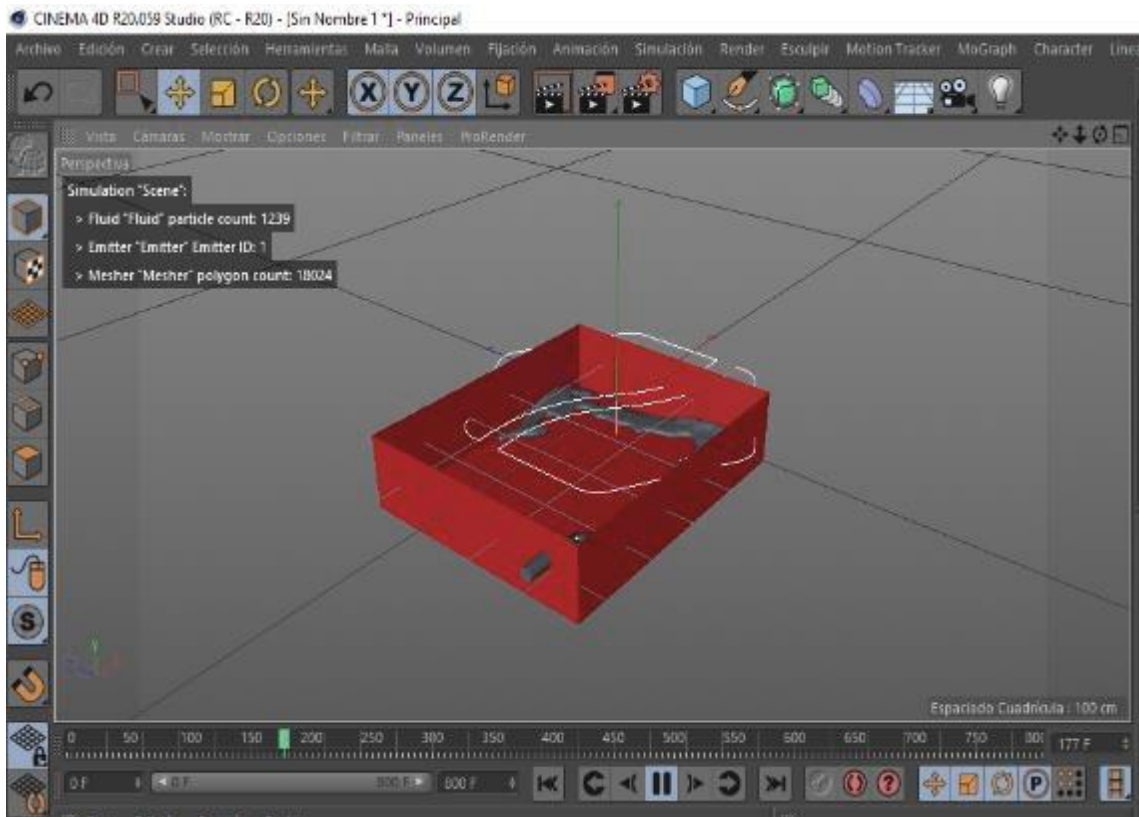 CINEMA 4D R20.059 Studio (RC - R20) - [Sin Nombre 1 *] - Principal
Archivo Edición Crear Selección Herramientas Malla Volumen Fijación Animación Simulación Render Esculpir Motion Tracker MoGraph Character Line
X Y Z
Vista Cámaras Mostrar Opciones Filtrar Paneles ProRender
Perspectiva
Simulation "Scene":
> Fluid "Fluid" particle count: 1239
> Emitter "Emitter" Emitter ID: 1
> Mesher "Mesher" polygon count: 18024
S
Y
Espaciado Cuadrícula : 100 cm
0 50 100 150 200 250 300 350 400 450 500 550 600 650 700 750 800 177 F
0 F 0 F 800 F 800 F ? P